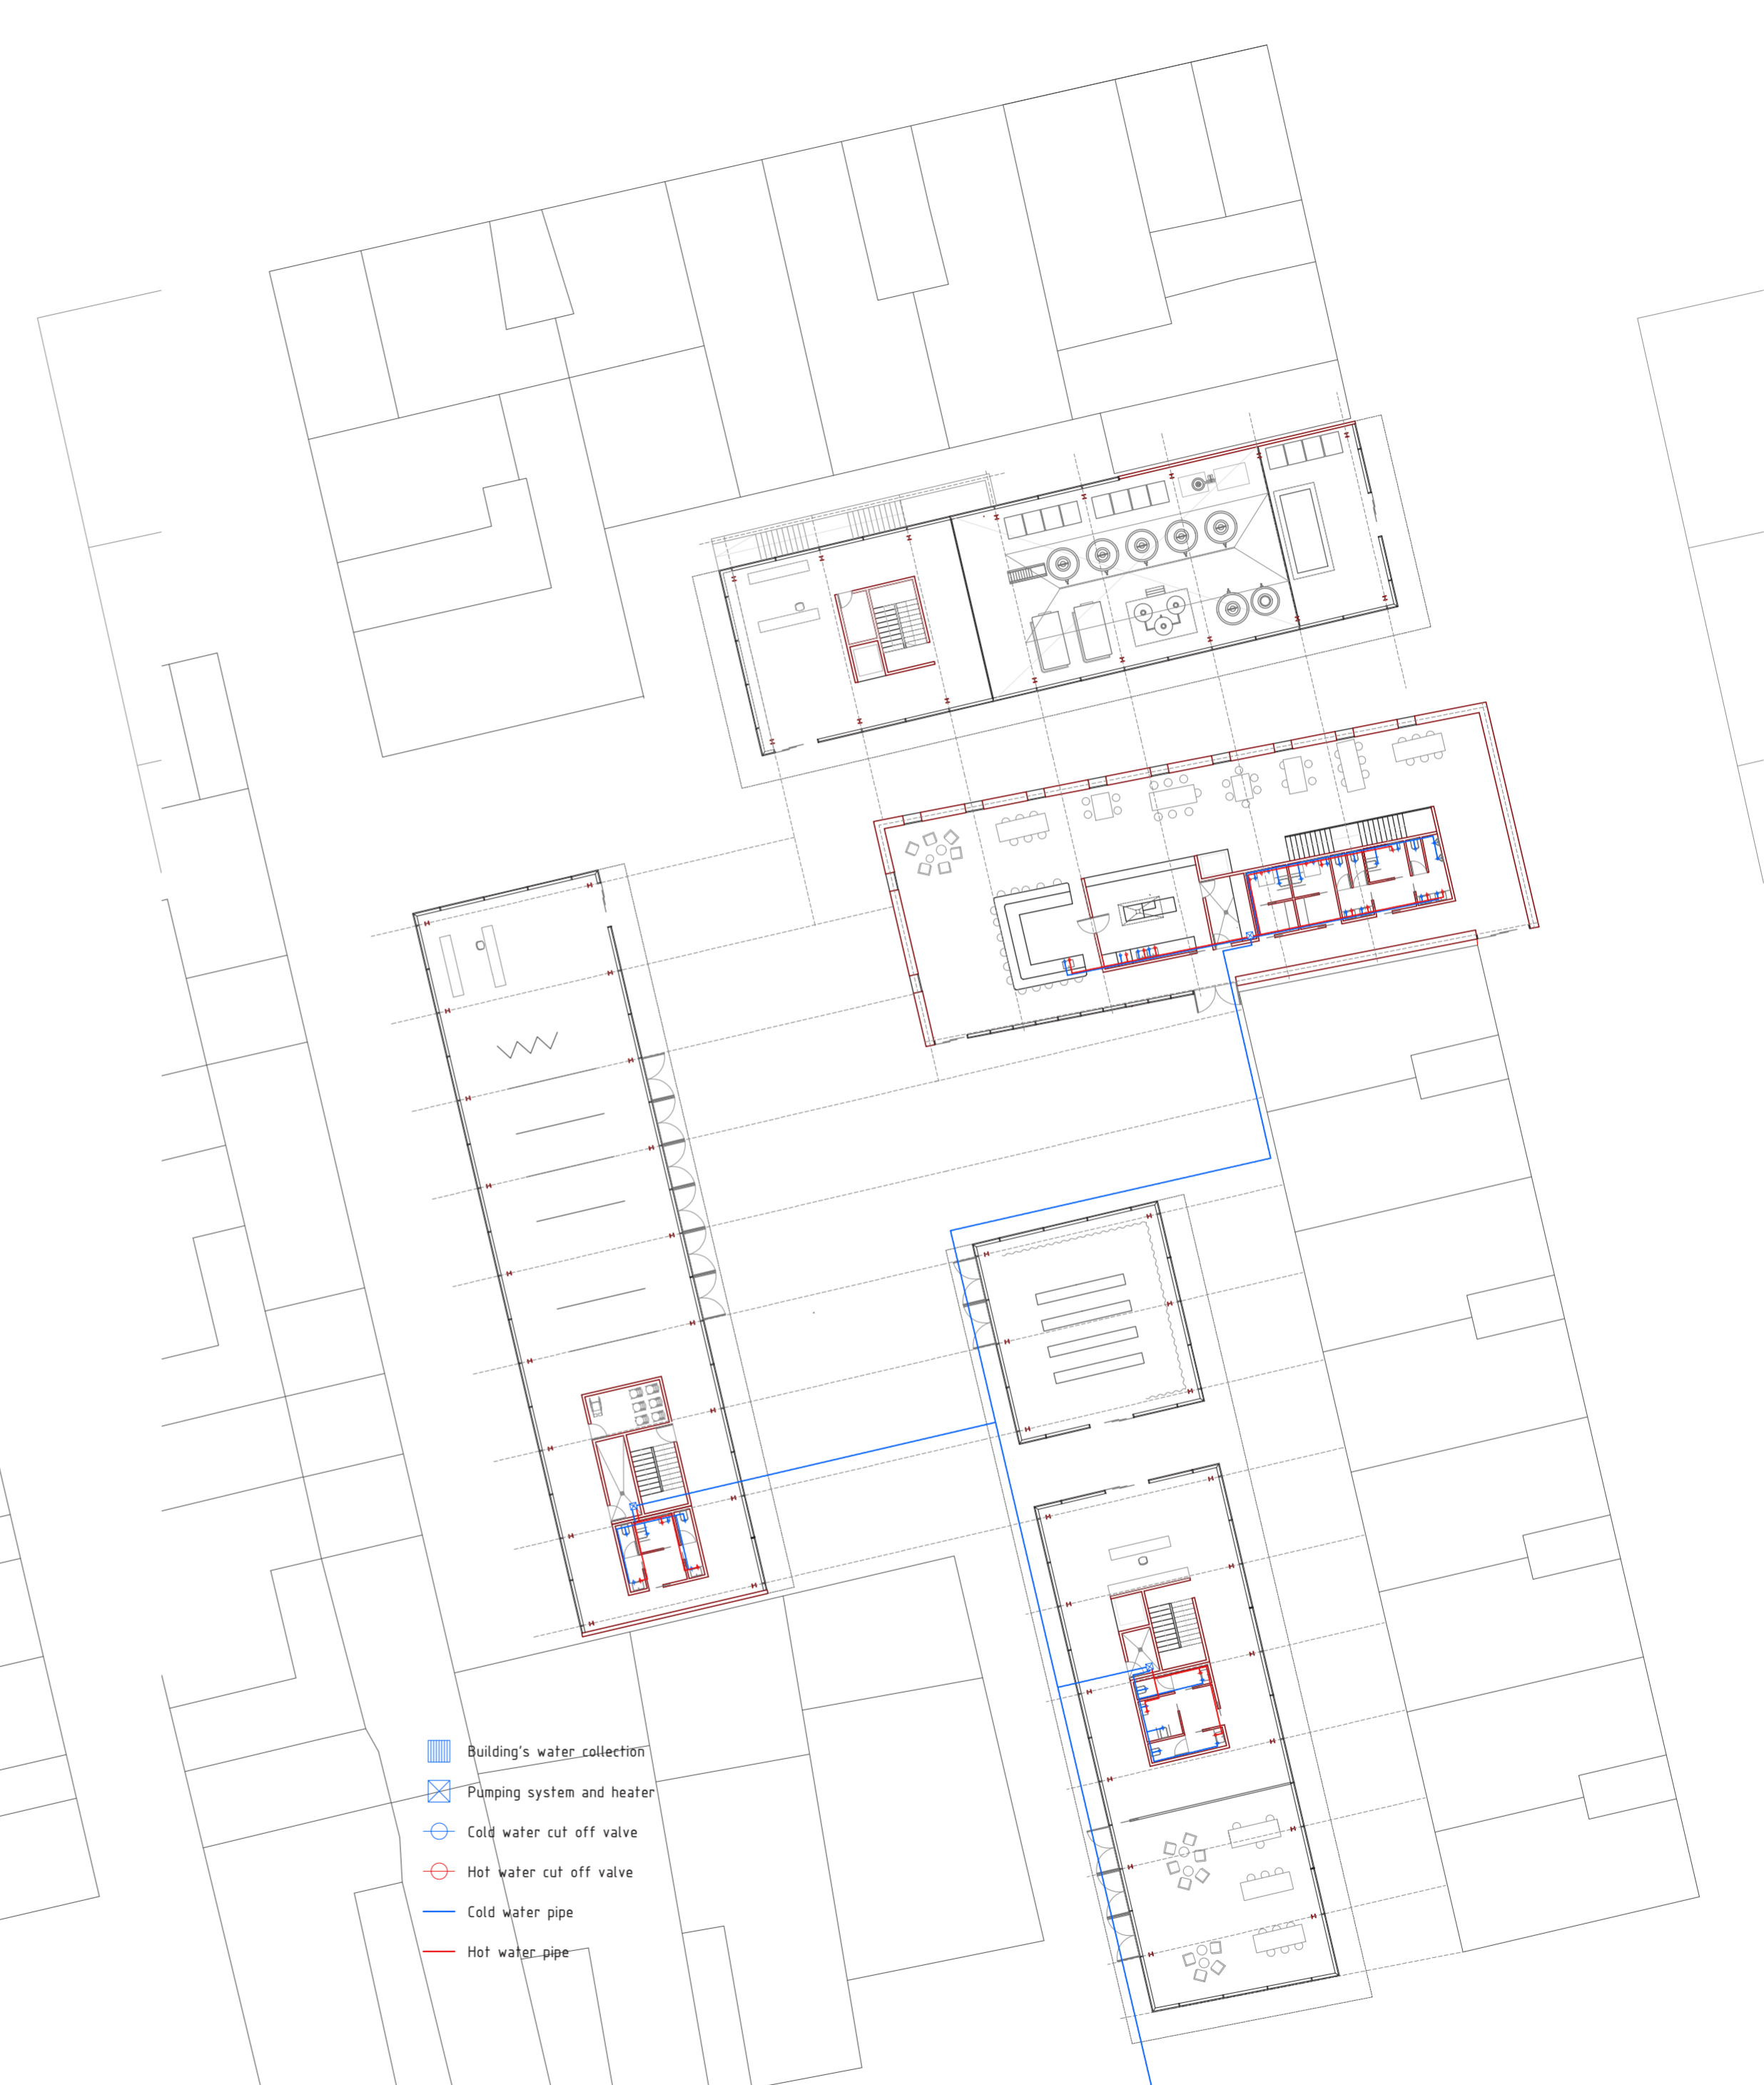 Building's water collection
Pumping system and heater
Cold water cut off valve
Hot water cut off valve
Cold water pipe
Hot water pipe